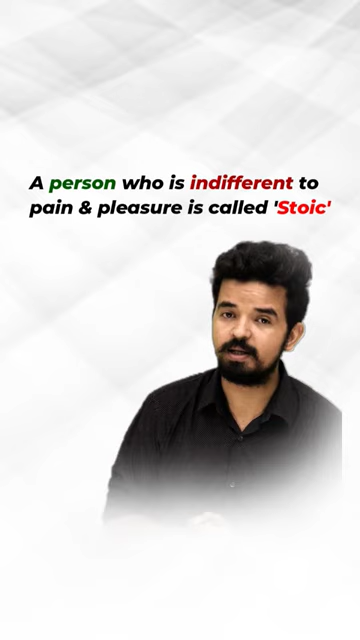 A person who is indifferent to
pain & pleasure is called 'Stoic'